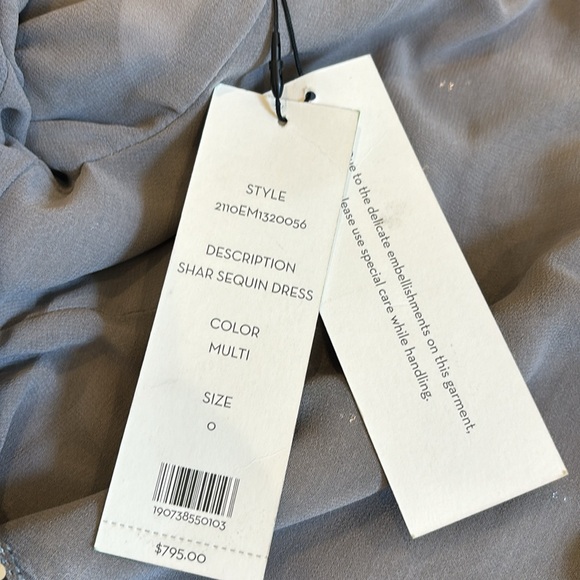 STYLE
2110EM1320056
DESCRIPTION
SHAR SEQUIN DRESS
COLOR
MULTI
SIZE
0
190738550103
$795.00
to the delicate embellishments on this garment,
use special care while handling.